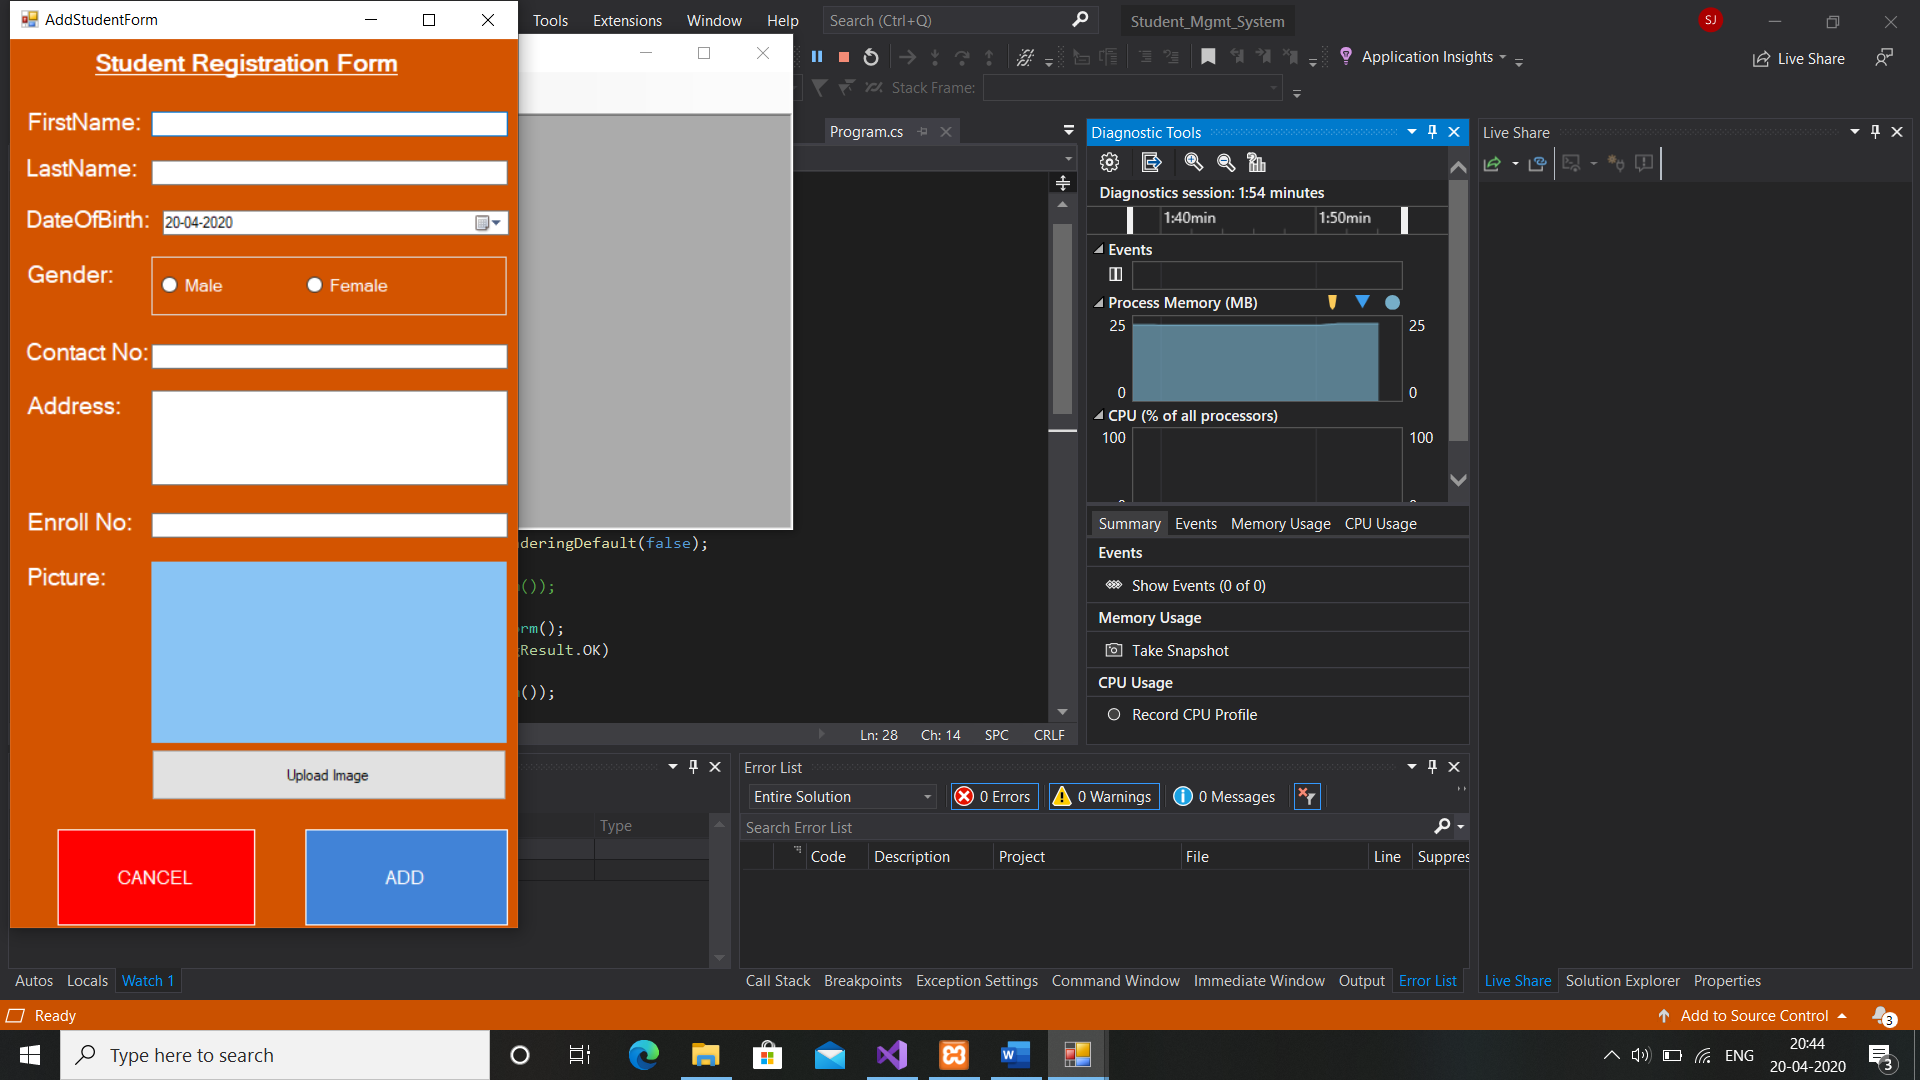 AddStudentForm
Tools Extensions Window Help Search (Ctrl+Q) Student_Mgmt_System SJ
Student Registration Form
Application Insights Live Share
Stack Frame:
FirstName:
LastName:
DateOfBirth: 20-04-2020
Gender: Male Female
Contact No:
Address:
Enroll No:
Picture:
Upload Image
CANCEL ADD
Program.cs
nderingDefault(false);
());
rm();
Result.OK)
());
Ln: 28 Ch: 14 SPC CRLF
Diagnostic Tools
Diagnostics session: 1:54 minutes
1:40min 1:50min
Events
Process Memory (MB)
25 25
0 0
CPU (% of all processors)
100 100
Summary Events Memory Usage CPU Usage
Events
Show Events (0 of 0)
Memory Usage
Take Snapshot
CPU Usage
Record CPU Profile
Live Share
Type
Autos Locals Watch 1
Error List
Entire Solution 0 Errors 0 Warnings 0 Messages
Search Error List
Code Description Project File Line Suppres
Call Stack Breakpoints Exception Settings Command Window Immediate Window Output Error List
Live Share Solution Explorer Properties
Ready Add to Source Control 3
Type here to search
ENG 20:44
20-04-2020 3